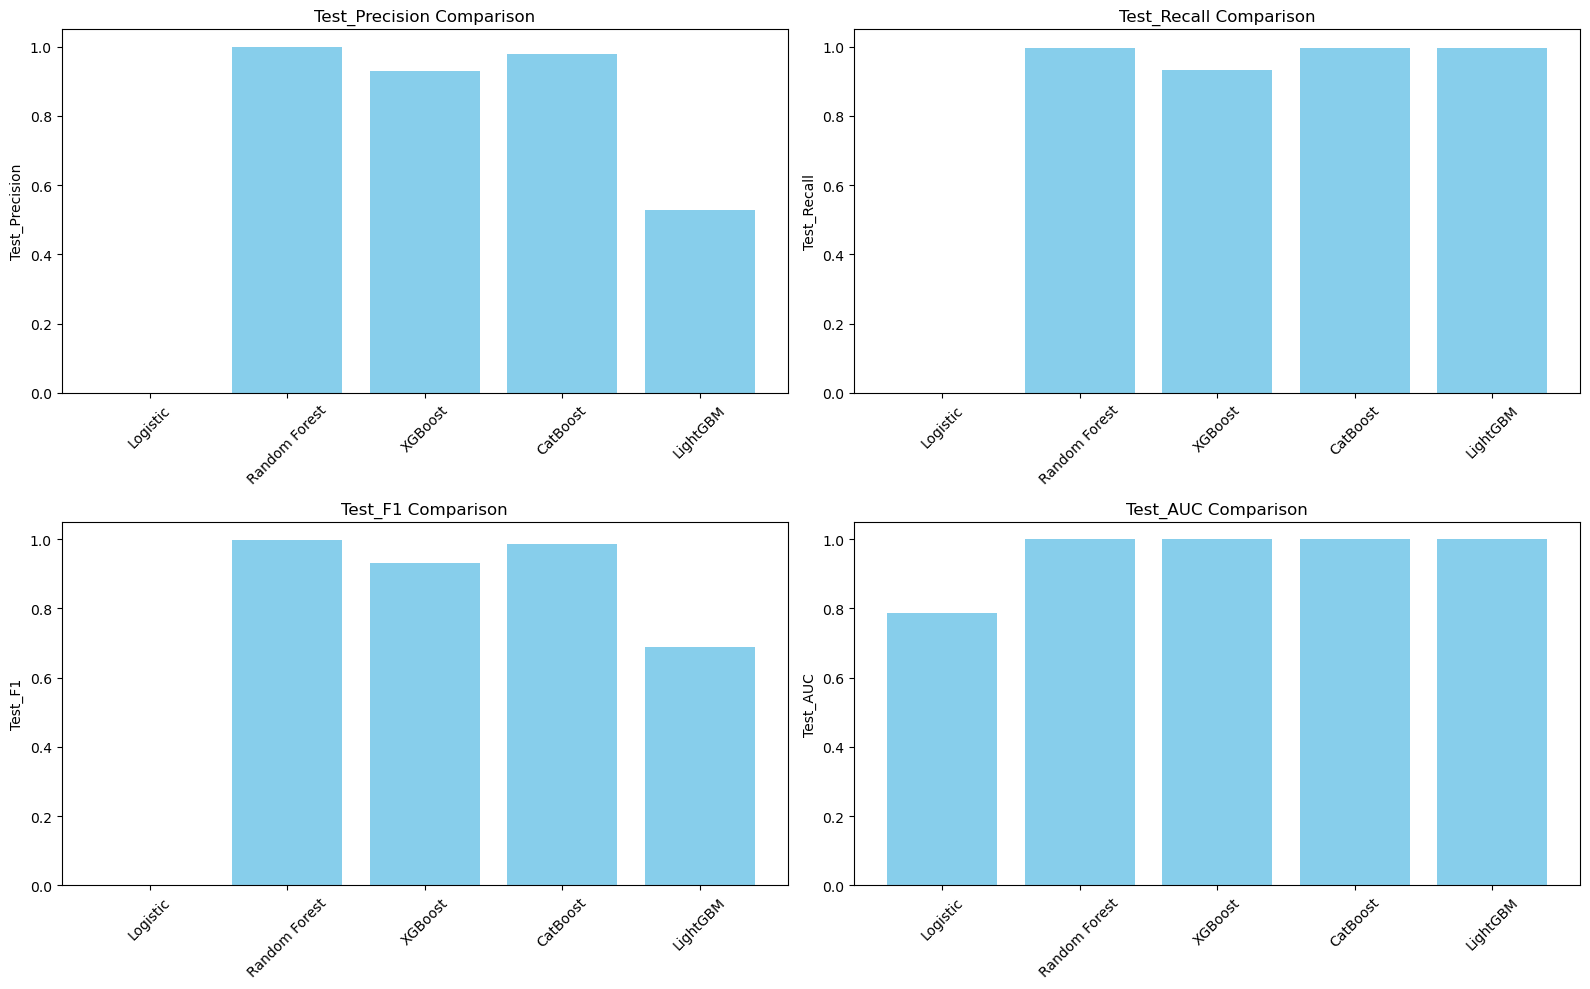 Test_Precision Comparison
Test_Precision
1.0
0.8
0.6
0.4
0.2
0.0
Logistic
Random Forest
XGBoost
CatBoost
LightGBM
Test_Recall Comparison
Test_Recall
1.0
0.8
0.6
0.4
0.2
0.0
Logistic
Random Forest
XGBoost
CatBoost
LightGBM
Test_F1 Comparison
Test_F1
1.0
0.8
0.6
0.4
0.2
0.0
Logistic
Random Forest
XGBoost
CatBoost
LightGBM
Test_AUC Comparison
Test_AUC
1.0
0.8
0.6
0.4
0.2
0.0
Logistic
Random Forest
XGBoost
CatBoost
LightGBM